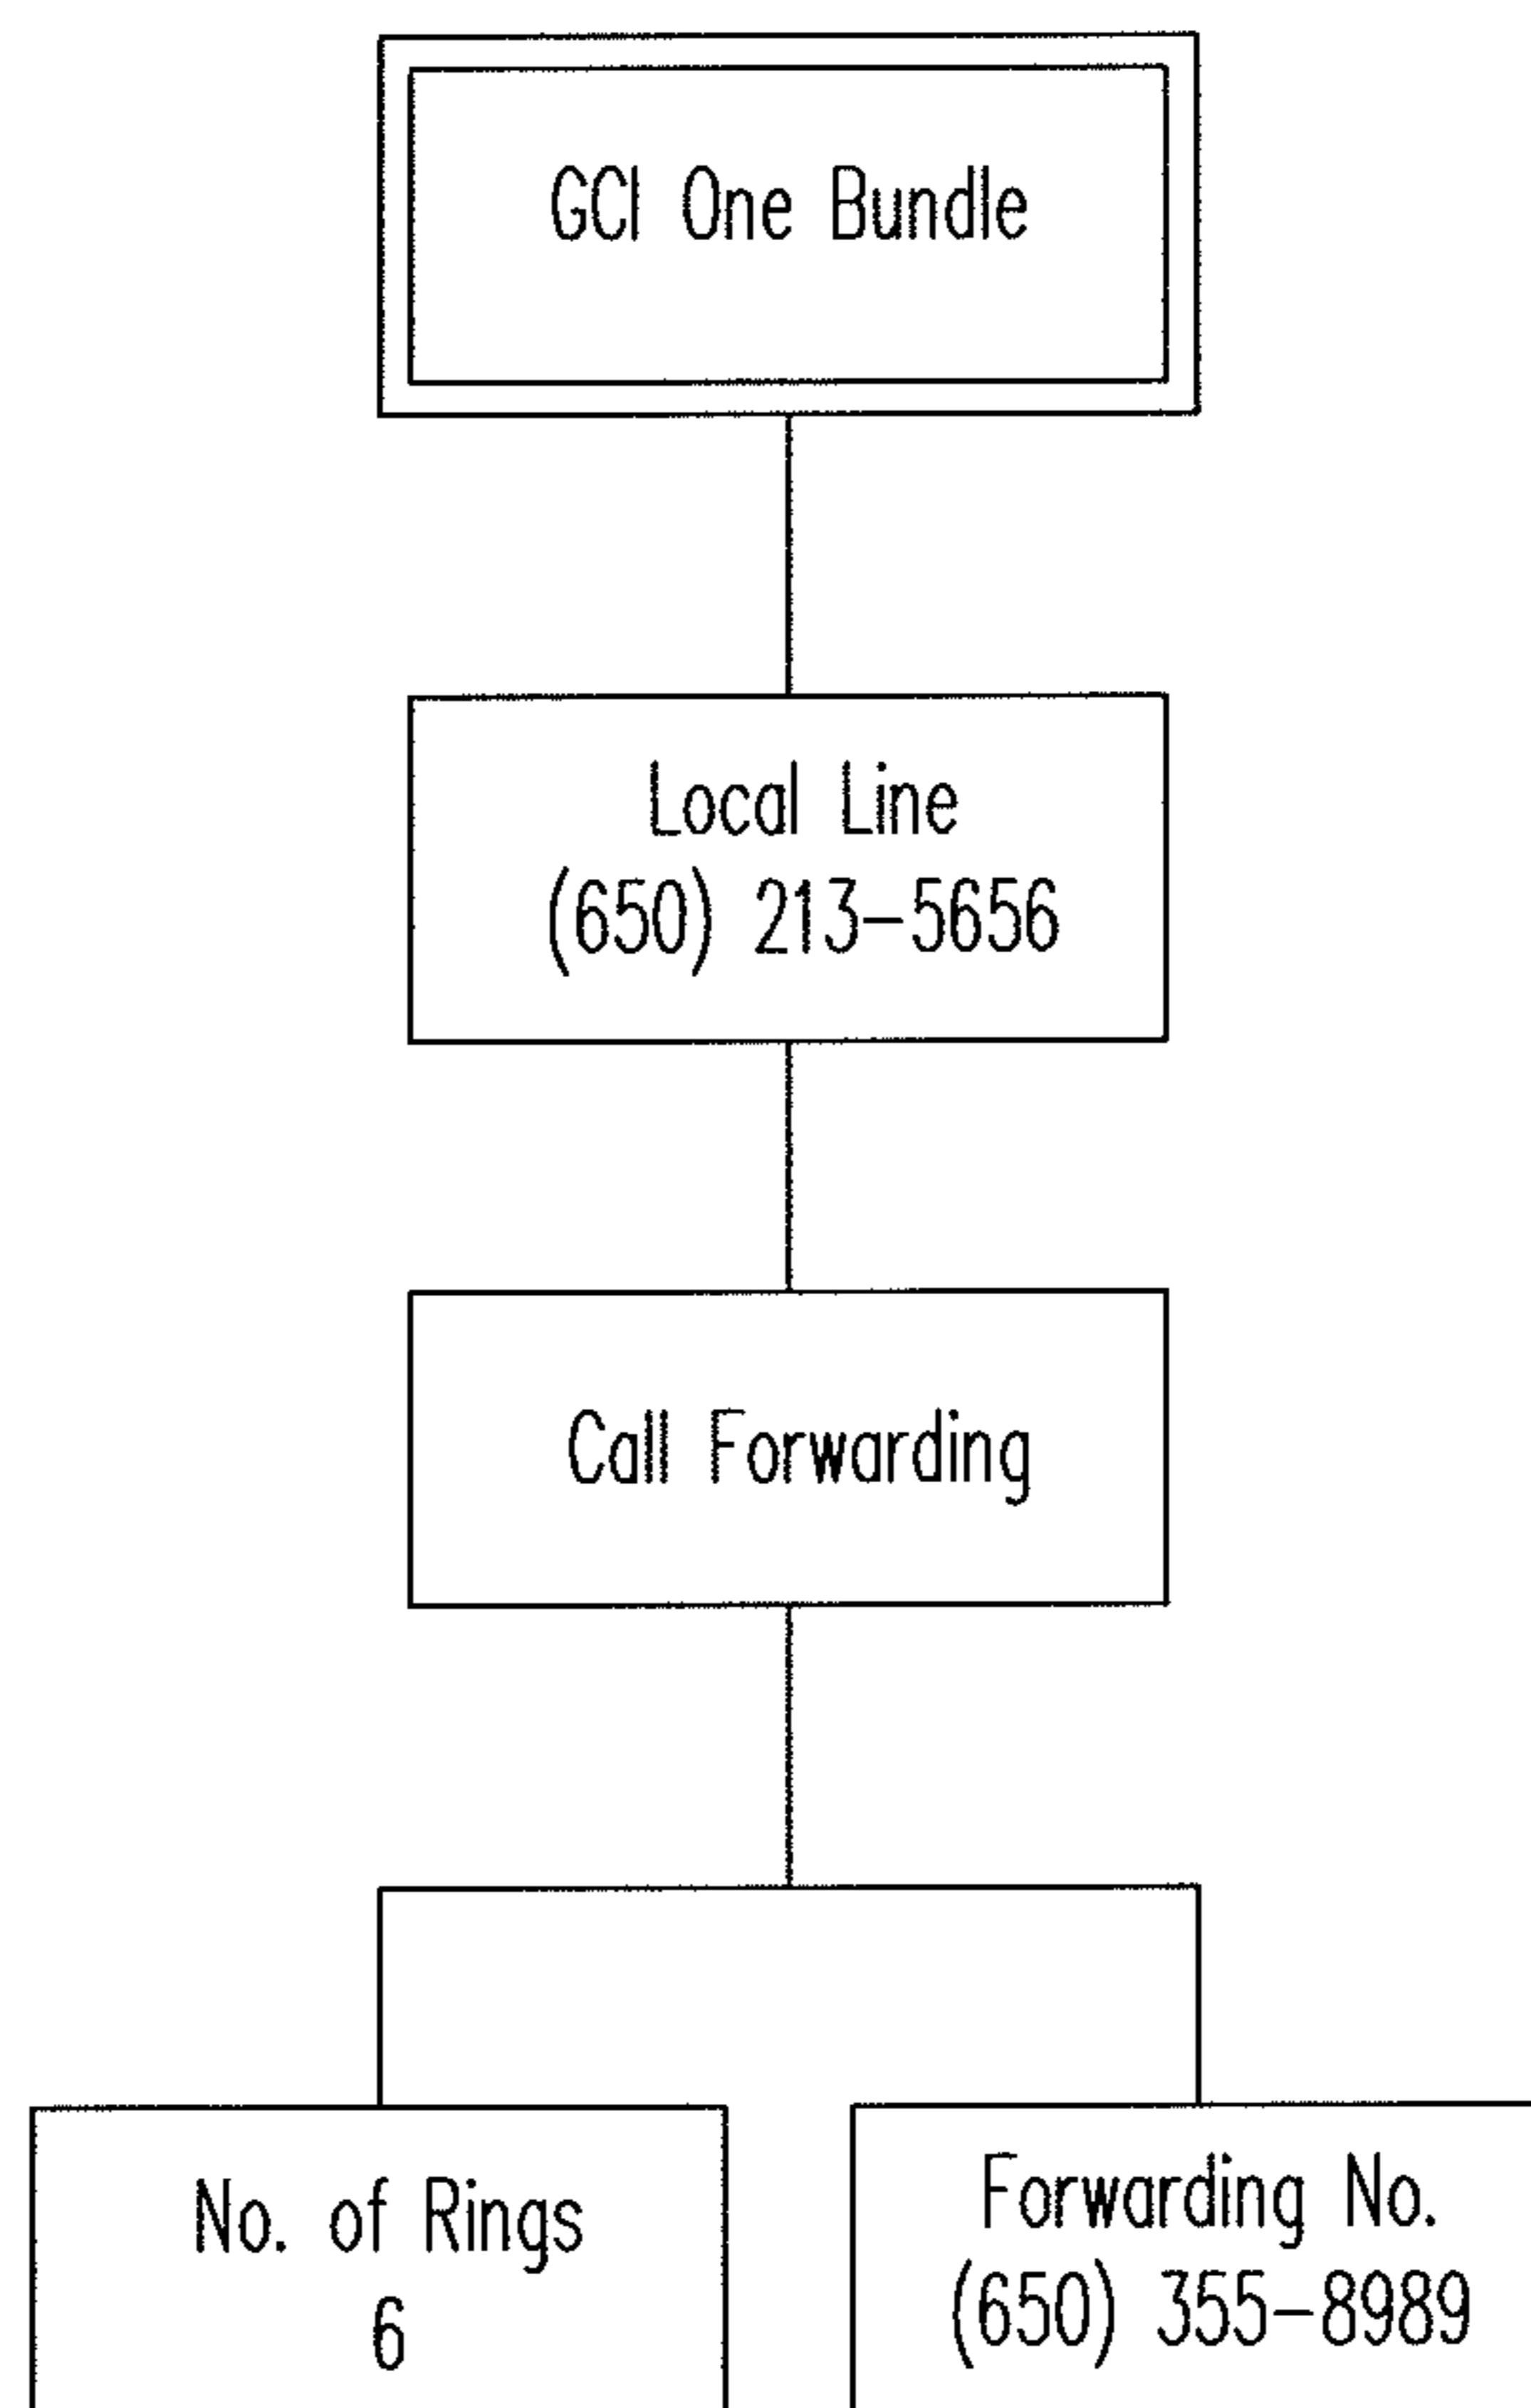 GCI One Bundle
Local Line
(650) 213-5656
Call Forwarding
No. of Rings
6
Forwarding No.
(650) 355-8989